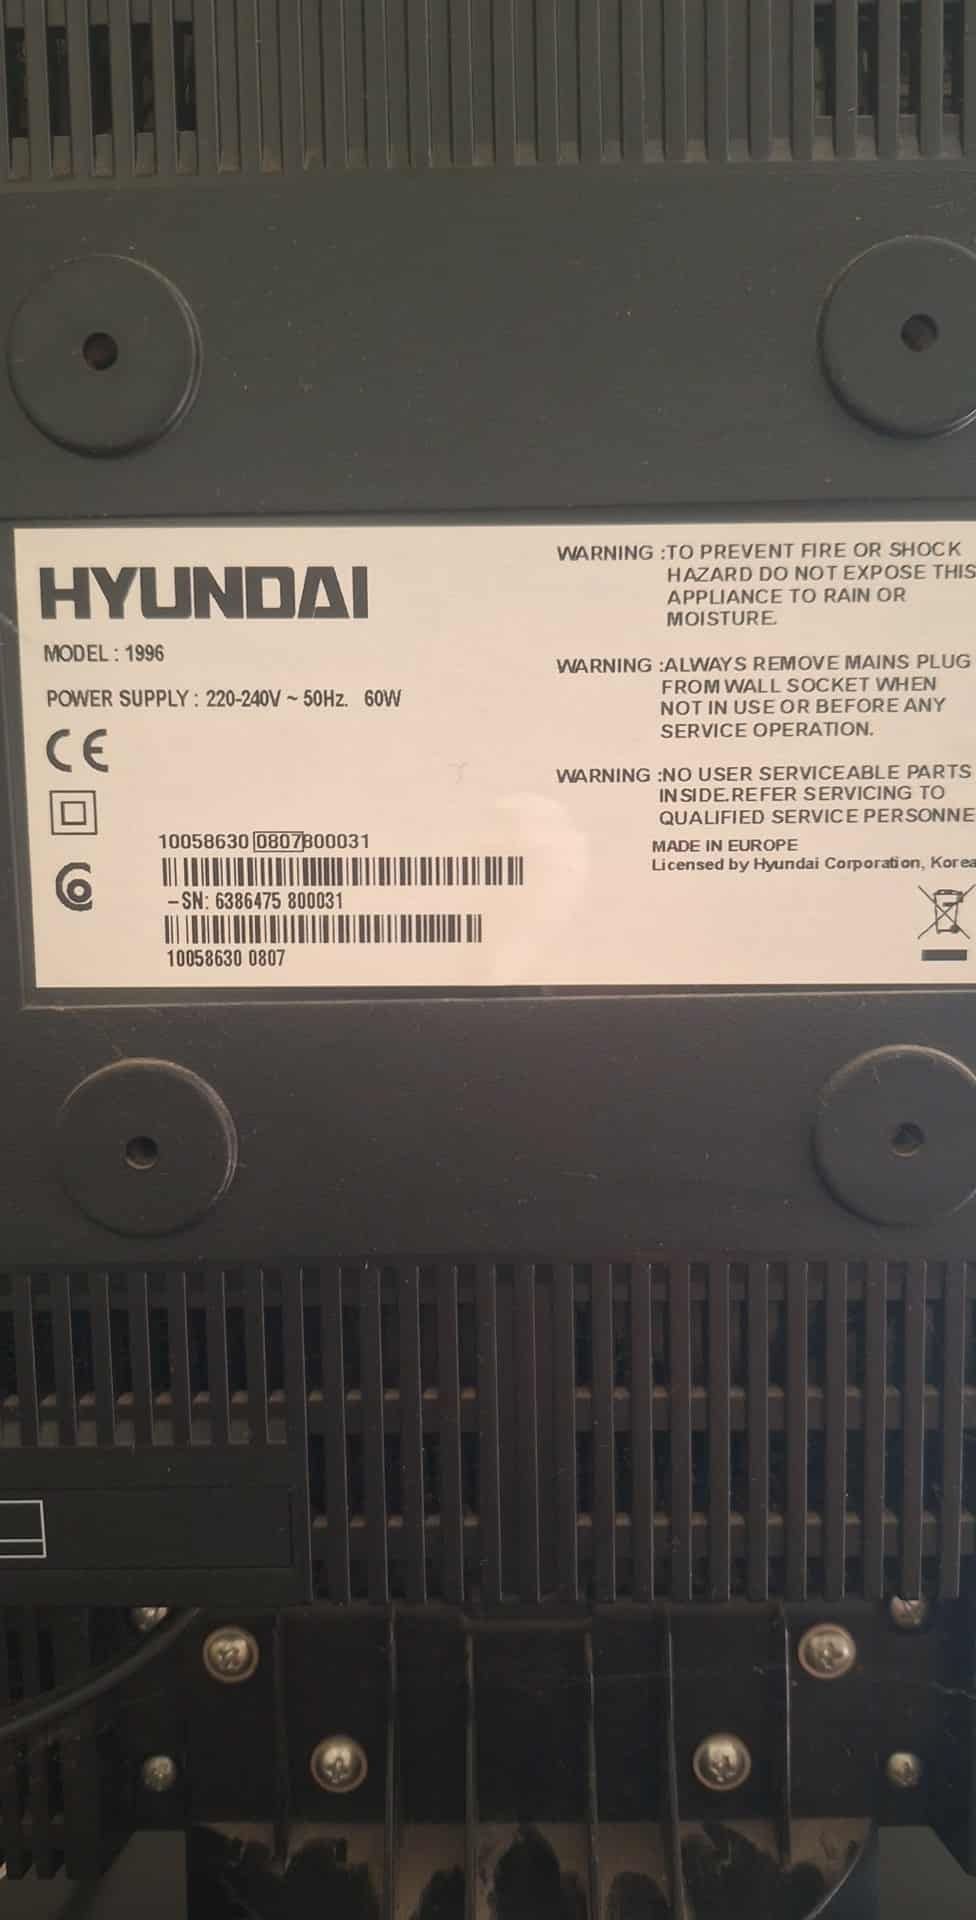 HYUNDAI
MODEL : 1996
POWER SUPPLY : 220-240V ~ 50Hz. 60W
CE
10058630 0807800031
-SN: 6386475 800031
10058630 0807
WARNING :TO PREVENT FIRE OR SHOCK
HAZARD DO NOT EXPOSE THIS
APPLIANCE TO RAIN OR
MOISTURE.
WARNING :ALWAYS REMOVE MAINS PLUG
FROM WALL SOCKET WHEN
NOT IN USE OR BEFORE ANY
SERVICE OPERATION.
WARNING :NO USER SERVICEABLE PARTS
INSIDE.REFER SERVICING TO
QUALIFIED SERVICE PERSONNE
MADE IN EUROPE
Licensed by Hyundai Corporation, Korea